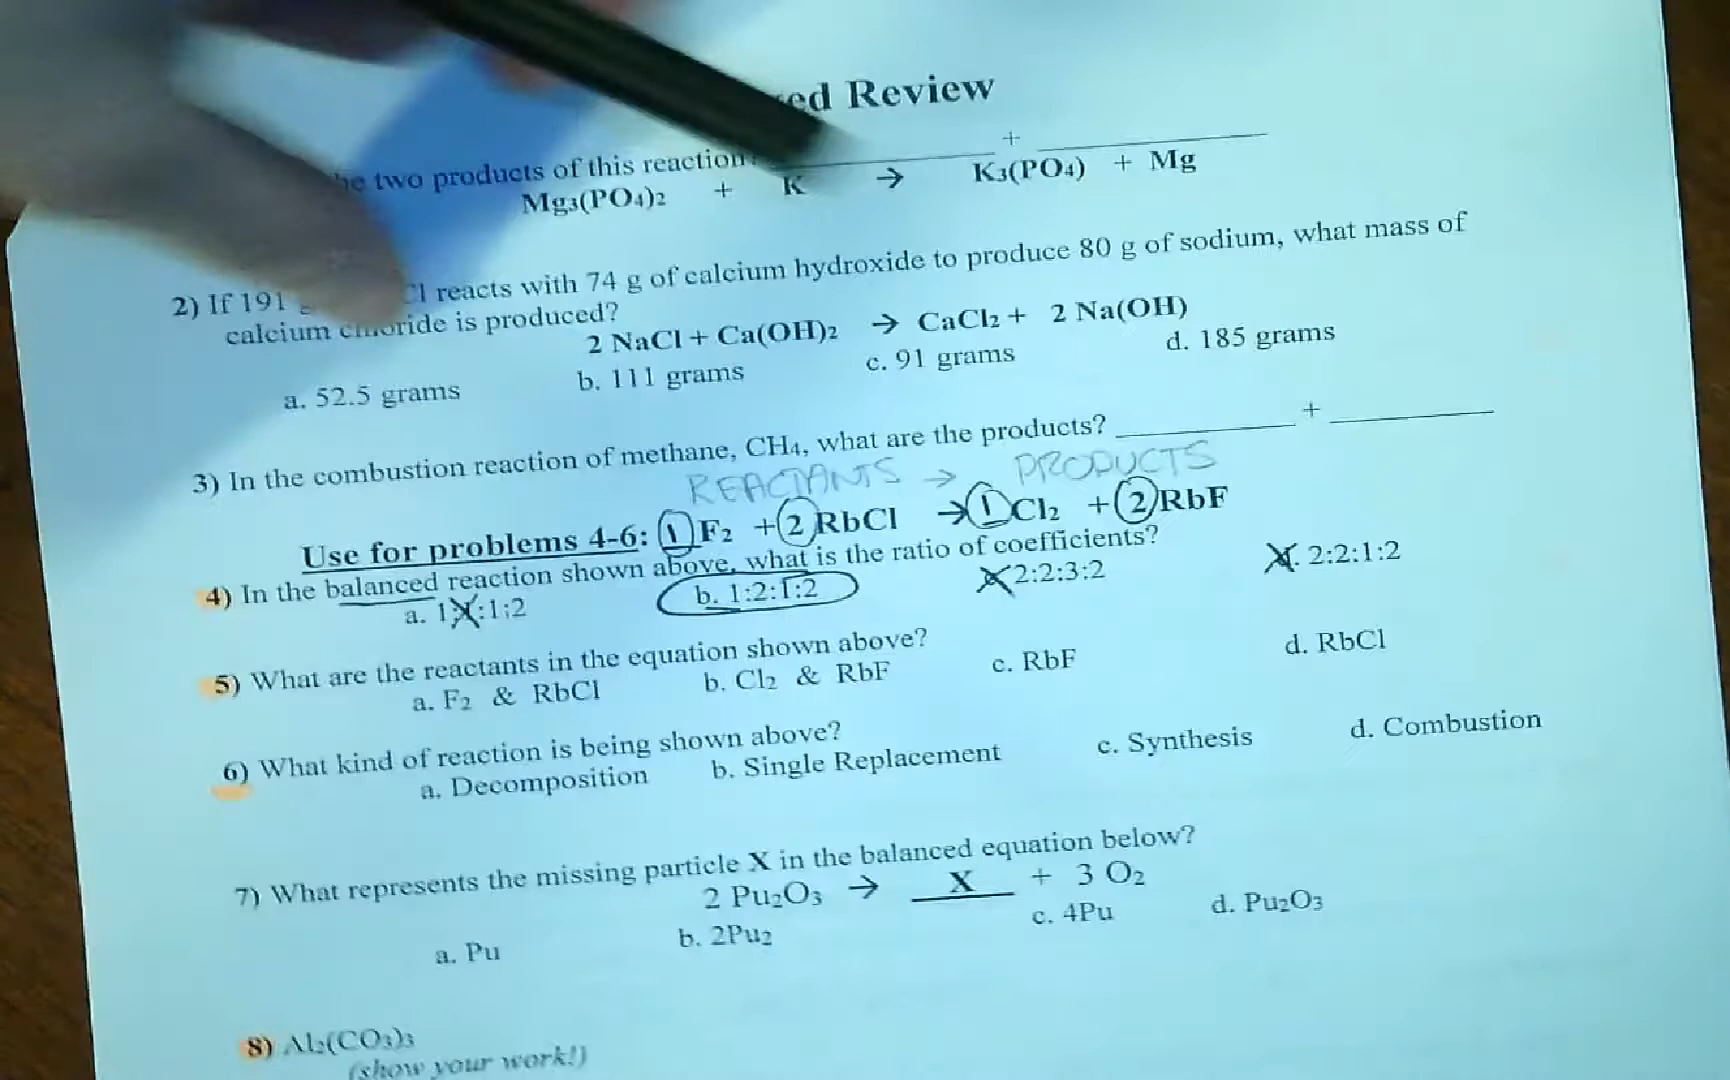 Review
two products of this reaction
+
Mg₃(PO₄)₂ + K → K₃(PO₄) + Mg
2) If 191 reacts with 74 g of calcium hydroxide to produce 80 g of sodium, what mass of
calcium is produced?
2 NaCl + Ca(OH)₂ → CaCl₂ + 2 Na(OH)
a. 52.5 grams b. 111 grams c. 91 grams d. 185 grams
3) In the combustion reaction of methane, CH₄, what are the products? ________ + ________
REACTANTS → PRODUCTS
Use for problems 4-6: 1 F₂ + 2 RbCl → 1 Cl₂ + 2 RbF
4) In the balanced reaction shown above, what is the ratio of coefficients?
a. 1: :1:2 b. 1:2:1:2 2:2:3:2 2:2:1:2
5) What are the reactants in the equation shown above?
a. F₂ & RbCl b. Cl₂ & RbF c. RbF d. RbCl
6) What kind of reaction is being shown above?
a. Decomposition b. Single Replacement c. Synthesis d. Combustion
7) What represents the missing particle X in the balanced equation below?
2 Pu₂O₃ → X + 3 O₂
a. Pu b. 2Pu₂ c. 4Pu d. Pu₂O₃
8) Al₂(CO₃)₃
(show your work!)